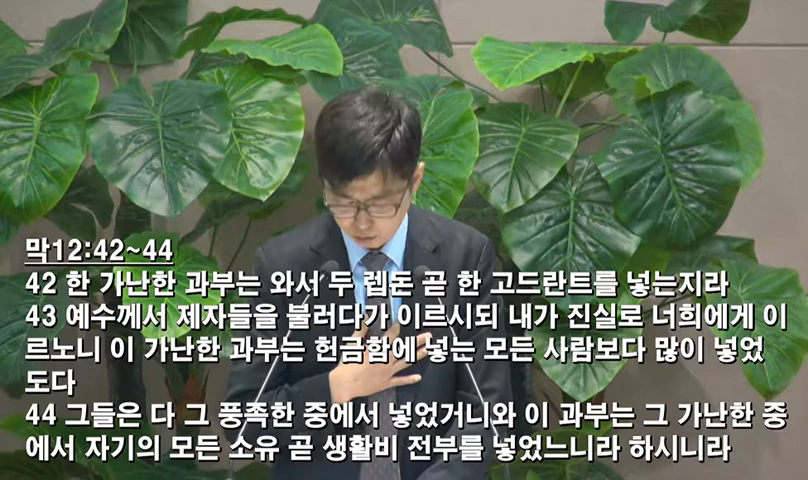 막12:42~44
42 한 가난한 과부는 와서 두 렙돈 곧 한 고드란트를 넣는지라
43 예수께서 제자들을 불러다가 이르시되 내가 진실로 너희에게 이
르노니 이 가난한 과부는 헌금함에 넣는 모든 사람보다 많이 넣었
도다
44 그들은 다 그 풍족한 중에서 넣었거니와 이 과부는 그 가난한 중
에서 자기의 모든 소유 곧 생활비 전부를 넣었느니라 하시니라